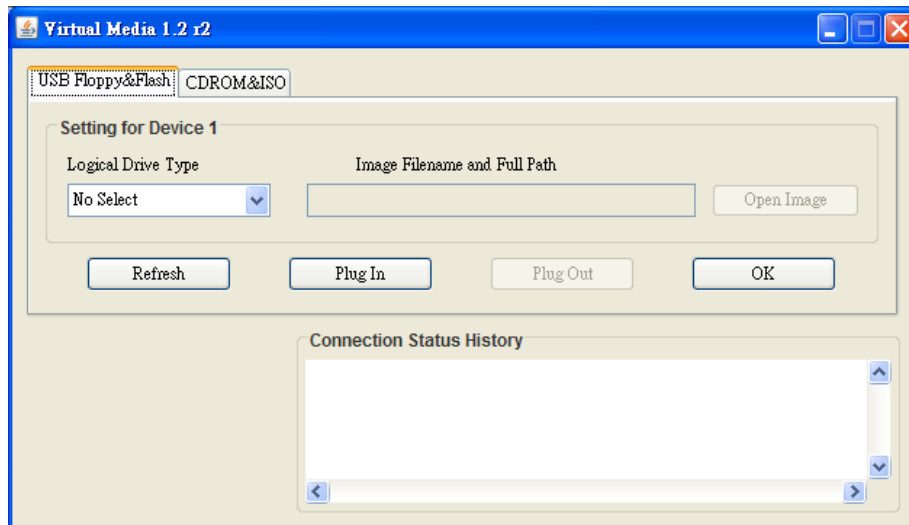 Virtual Media 1.2 r2
USB Floppy&Flash CDROM&ISO
Setting for Device 1
Logical Drive Type Image Filename and Full Path
No Select Open Image
Refresh Plug In Plug Out OK
Connection Status History